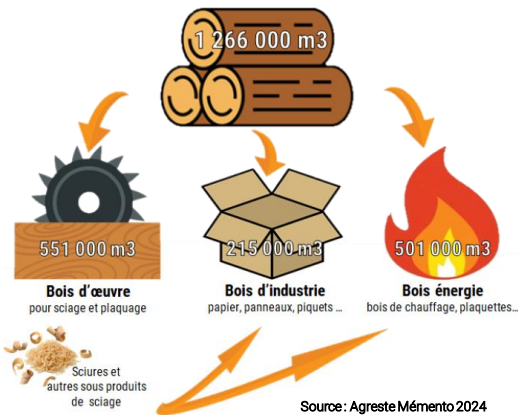 1 266 000 m3
551 000 m3
215 000 m3
501 000 m3
Bois d'œuvre
pour sciage et plaquage
Bois d'industrie
papier, panneaux, piquets ...
Bois énergie
bois de chauffage, plaquettes...
Sciures et
autres sous produits
de sciage
Source : Agreste Mémento 2024